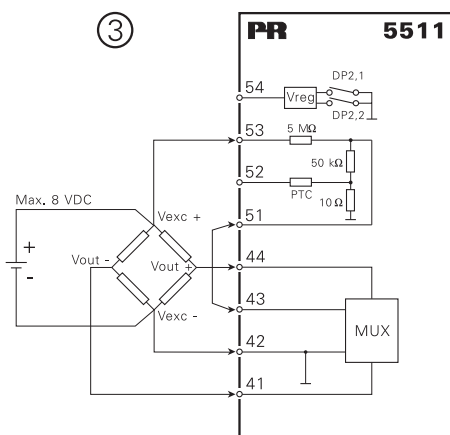 3
PR 5511
54
Vreg
DP2,1
DP2,2
53
5 MΩ
50 kΩ
52
PTC
10Ω
51
Max. 8 VDC
Vexc +
+
-
Vout -
Vout +
44
Vexc -
43
MUX
42
41